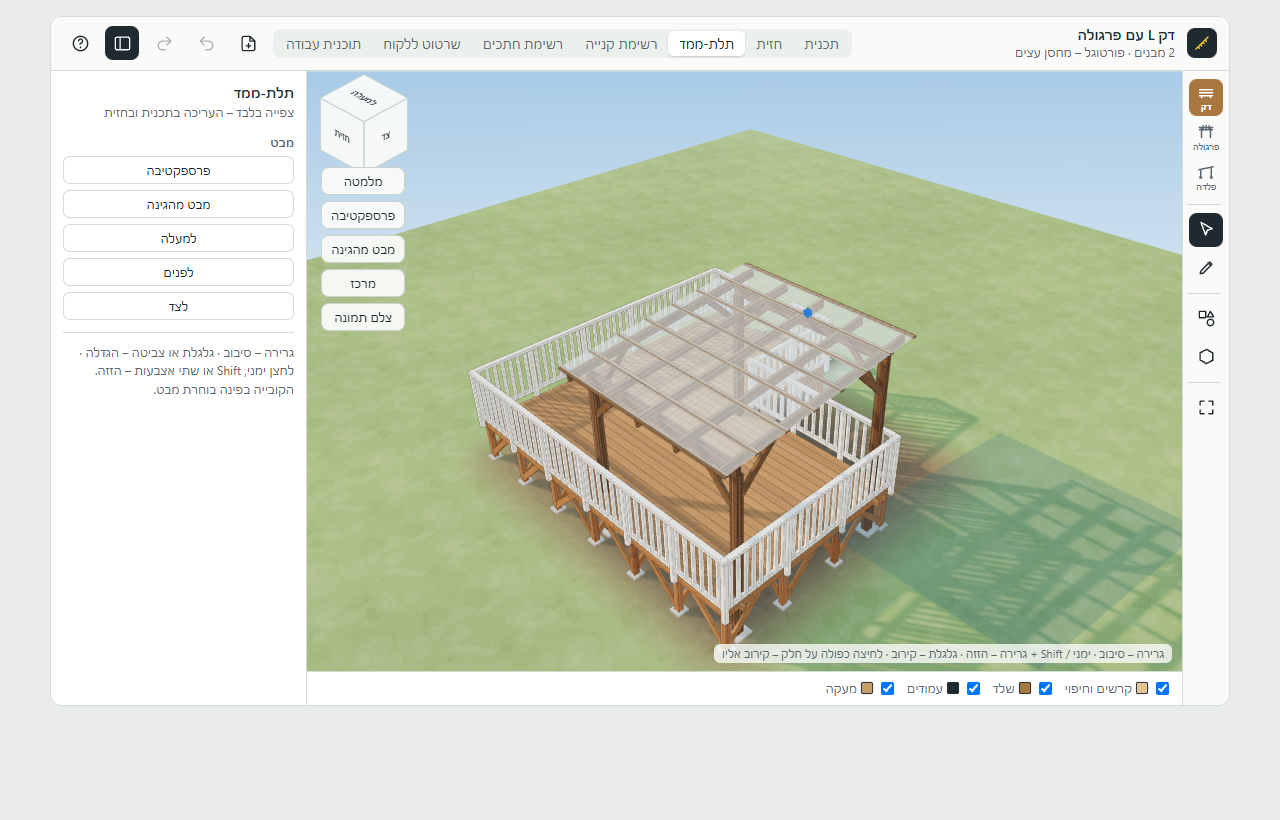 דק L עם פרגולה
2 מבנים · פורטוגל – מחסן עצים
תכנית
חזית
תלת-ממד
רשימת קנייה
רשימת חתכים
שרטוט ללקוח
תוכנית עבודה
דק
פרגולה
פלדה
למעלה
חזית
צד
מלמטה
פרספקטיבה
מבט מהגינה
מרכז
צלם תמונה
תלת-ממד
צפייה בלבד – העריכה בתכנית ובחזית
מבט
פרספקטיבה
מבט מהגינה
למעלה
לפנים
לצד
גרירה – סיבוב · גלגלת או צביטה – הגדלה ·
לחצן ימני, Shift או שתי אצבעות – הזזה.
הקובייה בפינה בוחרת מבט.
גרירה – סיבוב · ימני / Shift + גרירה – הזזה · גלגלת – קירוב · לחיצה כפולה על חלק – קירוב אליו
קרשים וחיפוי
שלד
עמודים
מעקה